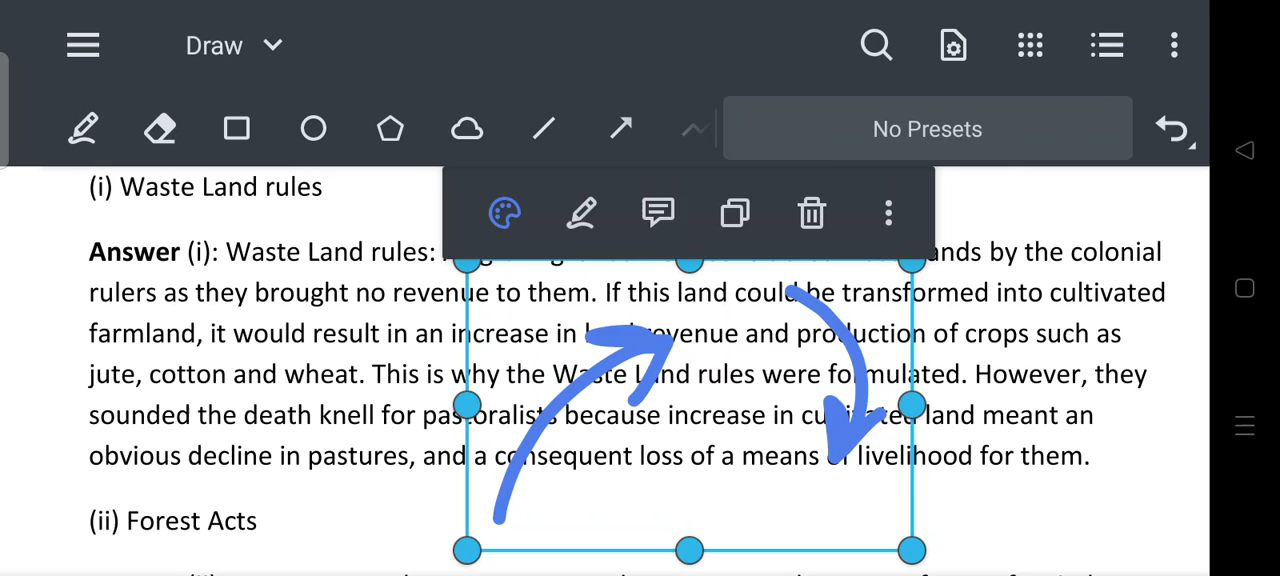 Draw
No Presets
(i) Waste Land rules
Answer (i): Waste Land rules: ands by the colonial
rulers as they brought no revenue to them. If this land could be transformed into cultivated
farmland, it would result in an increase in land revenue and production of crops such as
jute, cotton and wheat. This is why the Waste Land rules were formulated. However, they
sounded the death knell for pastoralists because increase in cultivated land meant an
obvious decline in pastures, and a consequent loss of a means of livelihood for them.
(ii) Forest Acts